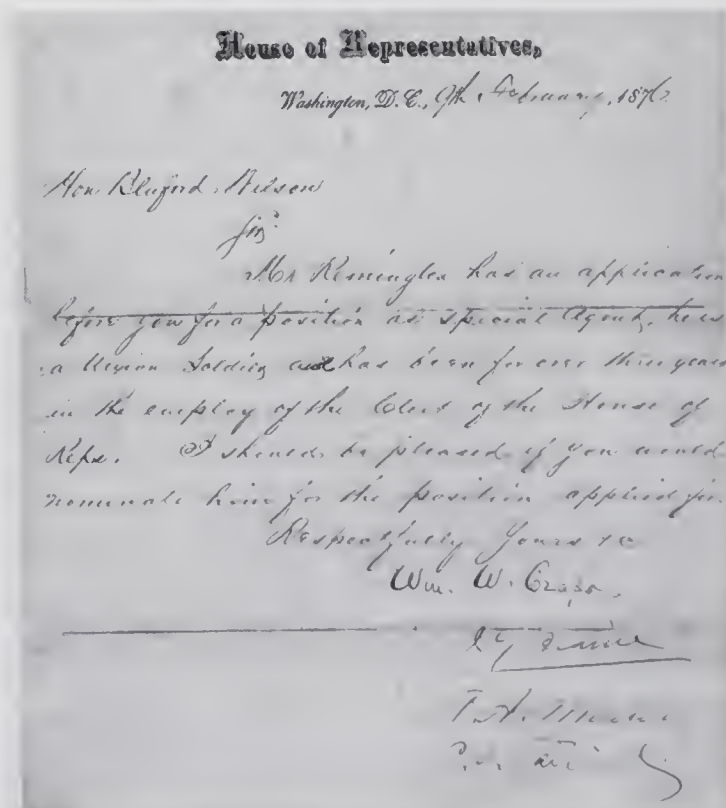 House of Representatives,
Washington, D. C., 9th February, 1876
Hon. Bluford Wilson
Sir:
Mr Remington has an application
before you for a position as special Agent, he is
a Union Soldier and has been for over three years
in the employ of the Clerk of the House of
Reps. I should be pleased if you would
nominate him for the position applied for.
Respectfully Yours &c
Wm. W. Crapo.